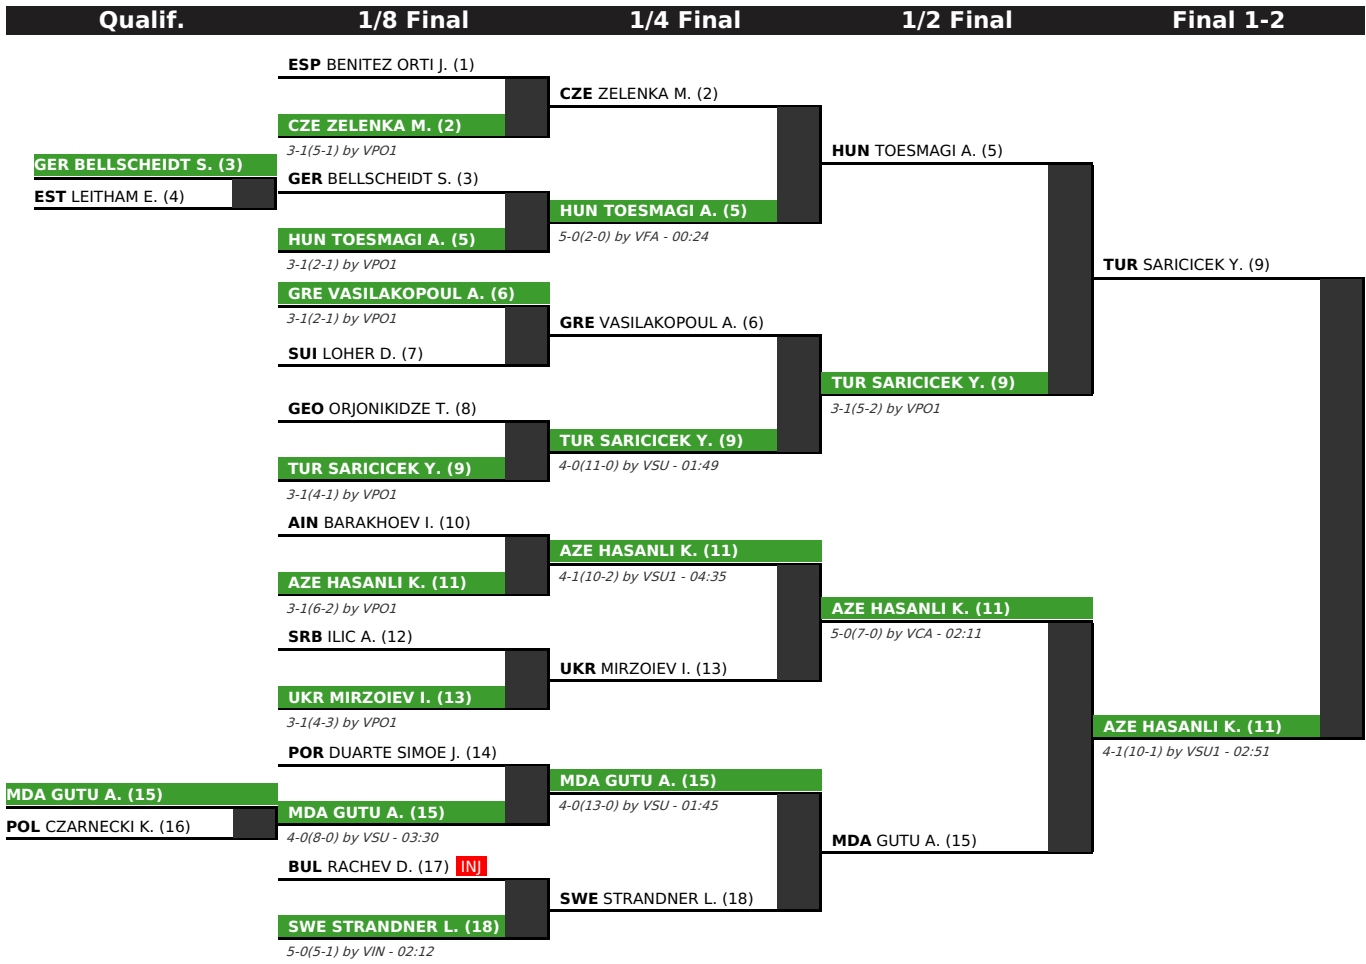 Qualif.
1/8 Final
1/4 Final
1/2 Final
Final 1-2
GER BELLSCHEIDT S. (3)
EST LEITHAM E. (4)
MDA GUTU A. (15)
POL CZARNECKI K. (16)
ESP BENITEZ ORTI J. (1)
CZE ZELENKA M. (2)
3-1(5-1) by VPO1
GER BELLSCHEIDT S. (3)
HUN TOESMAGI A. (5)
3-1(2-1) by VPO1
GRE VASILAKOPOUL A. (6)
3-1(2-1) by VPO1
SUI LOHER D. (7)
GEO ORJONIKIDZE T. (8)
TUR SARICICEK Y. (9)
3-1(4-1) by VPO1
AIN BARAKHOEV I. (10)
AZE HASANLI K. (11)
3-1(6-2) by VPO1
SRB ILIC A. (12)
UKR MIRZOIEV I. (13)
3-1(4-3) by VPO1
POR DUARTE SIMOE J. (14)
MDA GUTU A. (15)
4-0(8-0) by VSU - 03:30
BUL RACHEV D. (17) INJ
SWE STRANDNER L. (18)
5-0(5-1) by VIN - 02:12
CZE ZELENKA M. (2)
HUN TOESMAGI A. (5)
5-0(2-0) by VFA - 00:24
GRE VASILAKOPOUL A. (6)
TUR SARICICEK Y. (9)
4-0(11-0) by VSU - 01:49
AZE HASANLI K. (11)
4-1(10-2) by VSU1 - 04:35
UKR MIRZOIEV I. (13)
MDA GUTU A. (15)
4-0(13-0) by VSU - 01:45
SWE STRANDNER L. (18)
HUN TOESMAGI A. (5)
TUR SARICICEK Y. (9)
3-1(5-2) by VPO1
AZE HASANLI K. (11)
5-0(7-0) by VCA - 02:11
MDA GUTU A. (15)
TUR SARICICEK Y. (9)
AZE HASANLI K. (11)
4-1(10-1) by VSU1 - 02:51